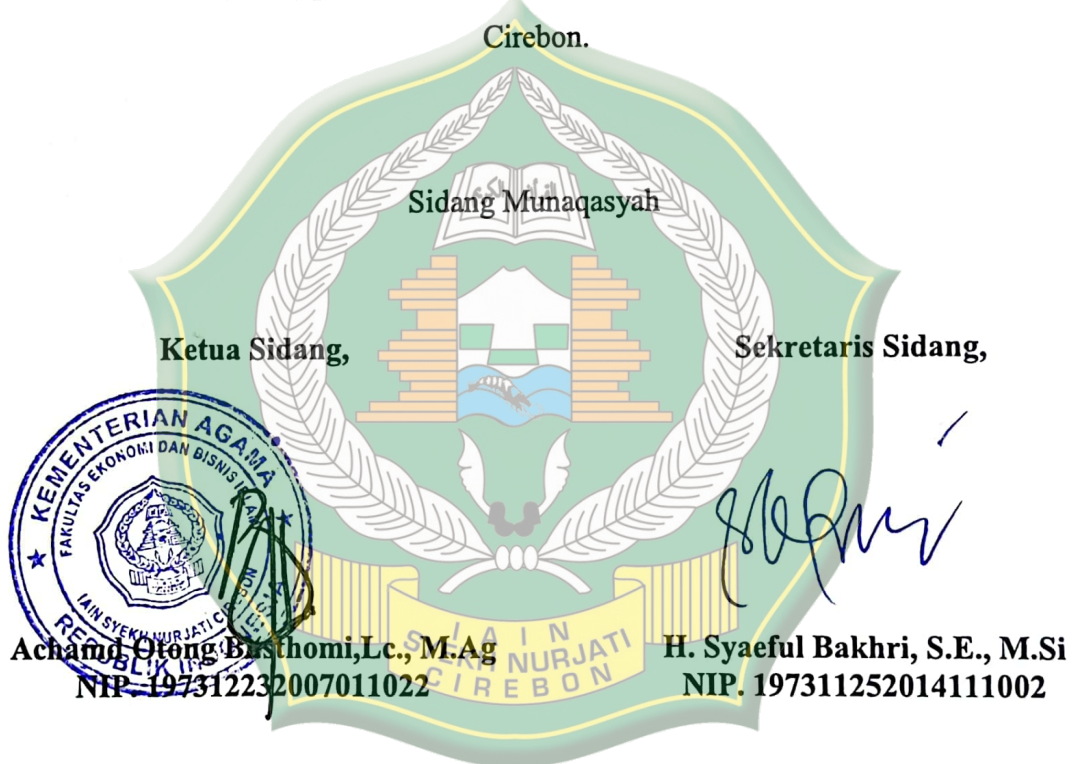 Cirebon.
Sidang Munaqasyah
Ketua Sidang,
Sekretaris Sidang,
KEMENTERIAN AGAMA
FAKULTAS EKONOMI DAN BISNIS
IAIN SYEKH NURJATI
REPUBLIK
Achamd Otong Busthomi,Lc., M.Ag
NIP. 197312232007011022
H. Syaeful Bakhri, S.E., M.Si
NIP. 197311252014111002
IAIN
SYEKH NURJATI
CIREBON